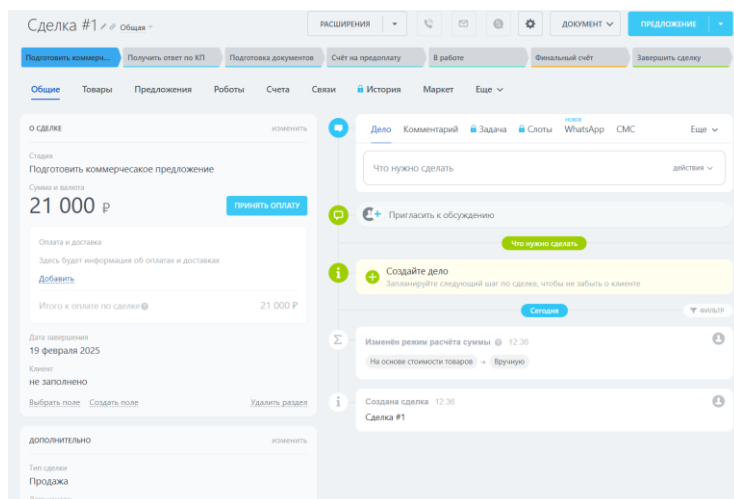 Сделка #1 Общая
РАСШИРЕНИЯ
ДОКУМЕНТ
ПРЕДЛОЖЕНИЕ
Подготовить коммерч... Получить ответ по КП Подготовка документов Счёт на предоплату В работе Финальный счёт Завершить сделку
Общие Товары Предложения Роботы Счета Связи История Маркет Еще
О СДЕЛКЕ изменить
Стадия
Подготовить коммерчесакое предложение
Сумма и валюта
21 000 ₽ ПРИНЯТЬ ОПЛАТУ
Оплата и доставка
Здесь будет информация об оплатах и доставках
Добавить
Итого к оплате по сделке 21 000 ₽
Дата завершения
19 февраля 2025
Клиент
не заполнено
Выбрать поле Создать поле Удалить раздел
ДОПОЛНИТЕЛЬНО изменить
Тип сделки
Продажа
НОВОЕ
Дело Комментарий Задача Слоты WhatsApp СМС Еще
Что нужно сделать действия
Пригласить к обсуждению
Что нужно сделать
Создайте дело
Запланируйте следующий шаг по сделке, чтобы не забыть о клиенте
Сегодня ФИЛЬТР
Изменён режим расчёта суммы 12:36
На основе стоимости товаров → Вручную
Создана сделка 12:36
Сделка #1